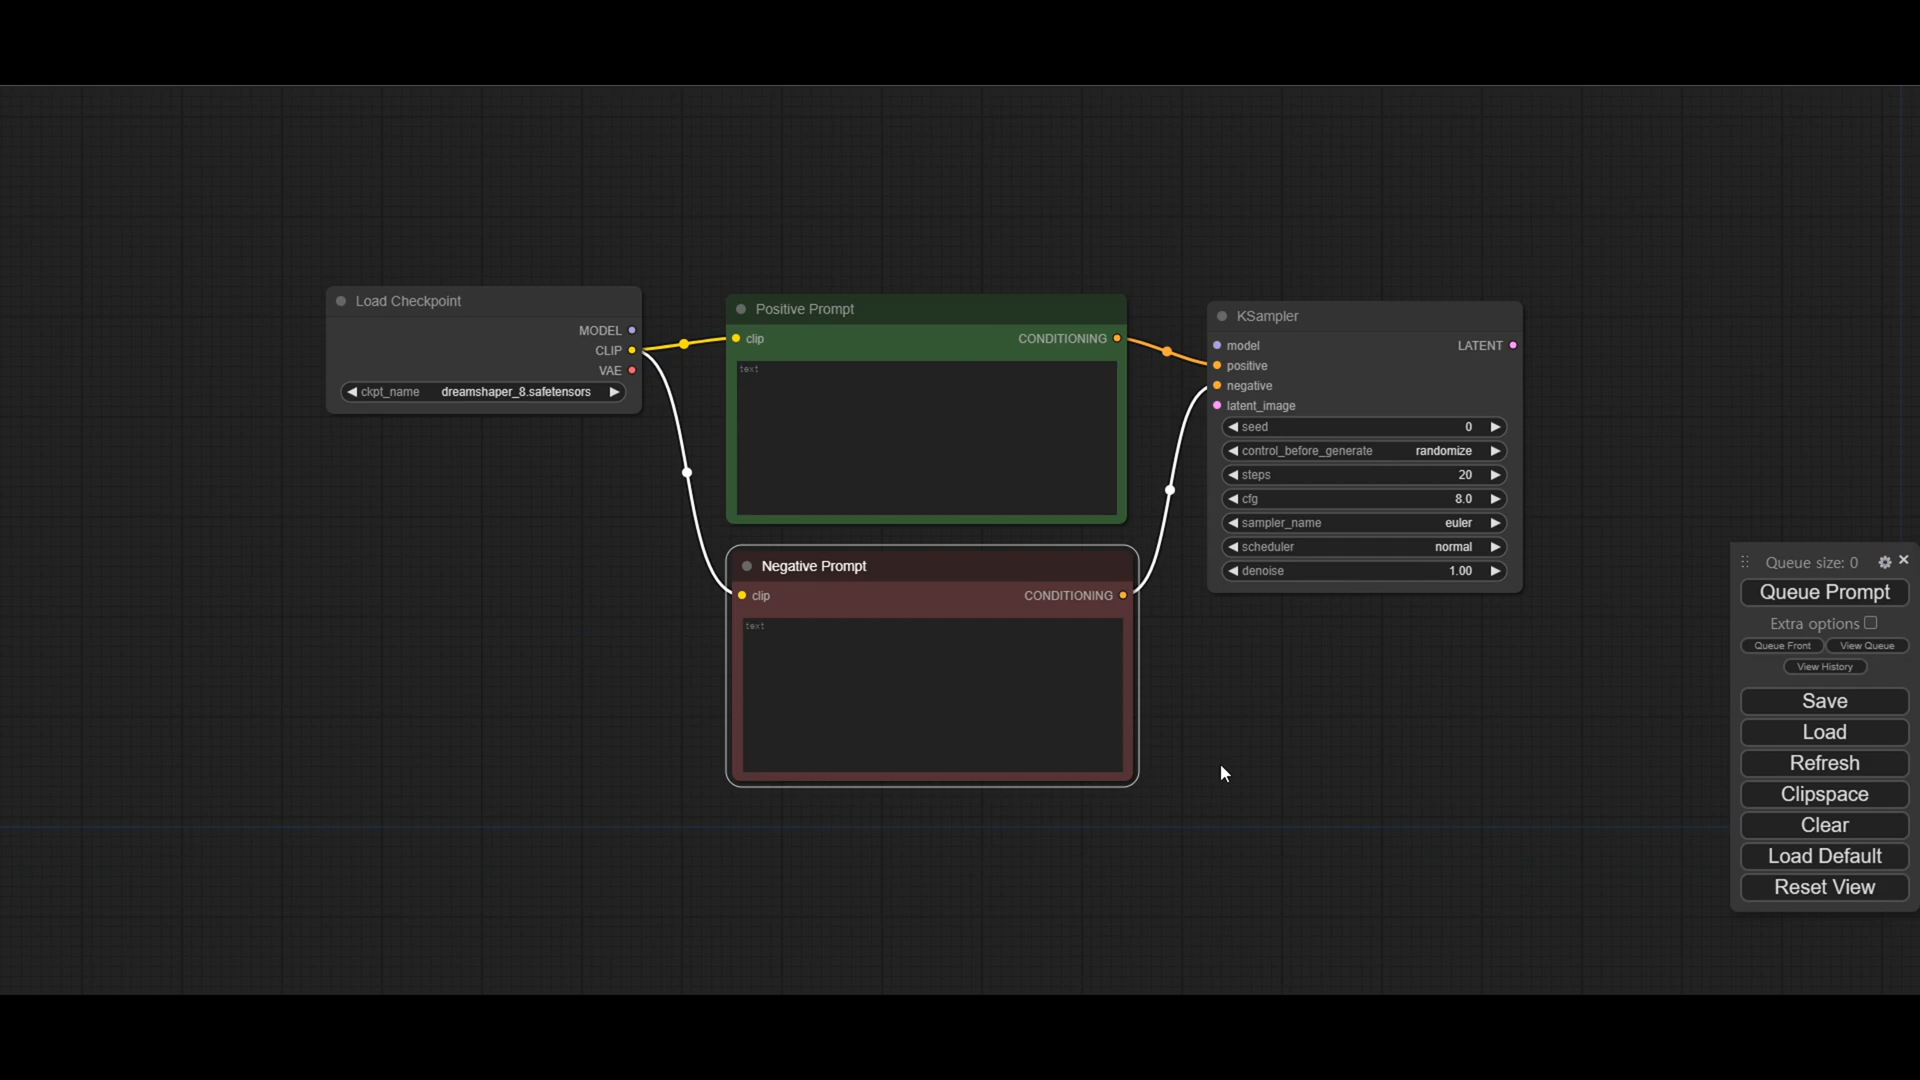 Load Checkpoint
MODEL
CLIP
VAE
ckpt_name dreamshaper_8.safetensors
Positive Prompt
clip CONDITIONING
text
Negative Prompt
clip CONDITIONING
text
KSampler
model LATENT
positive
negative
latent_image
seed 0
control_before_generate randomize
steps 20
cfg 8.0
sampler_name euler
scheduler normal
denoise 1.00
Queue size: 0
Queue Prompt
Extra options
Queue Front View Queue
View History
Save
Load
Refresh
Clipspace
Clear
Load Default
Reset View